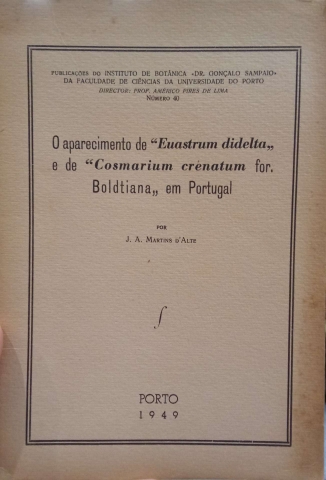 PUBLICAÇÕES DO INSTITUTO DE BOTÂNICA «DR. GONÇALO SAMPAIO»
DA FACULDADE DE CIÊNCIAS DA UNIVERSIDADE DO PORTO
DIRECTOR: PROF. AMÉRICO PIRES DE LIMA
NÚMERO 40
O aparecimento de “Euastrum didelta„
e de “Cosmarium crenatum for.
Boldtiana„ em Portugal
POR
J. A. MARTINS D'ALTE
PORTO
1949